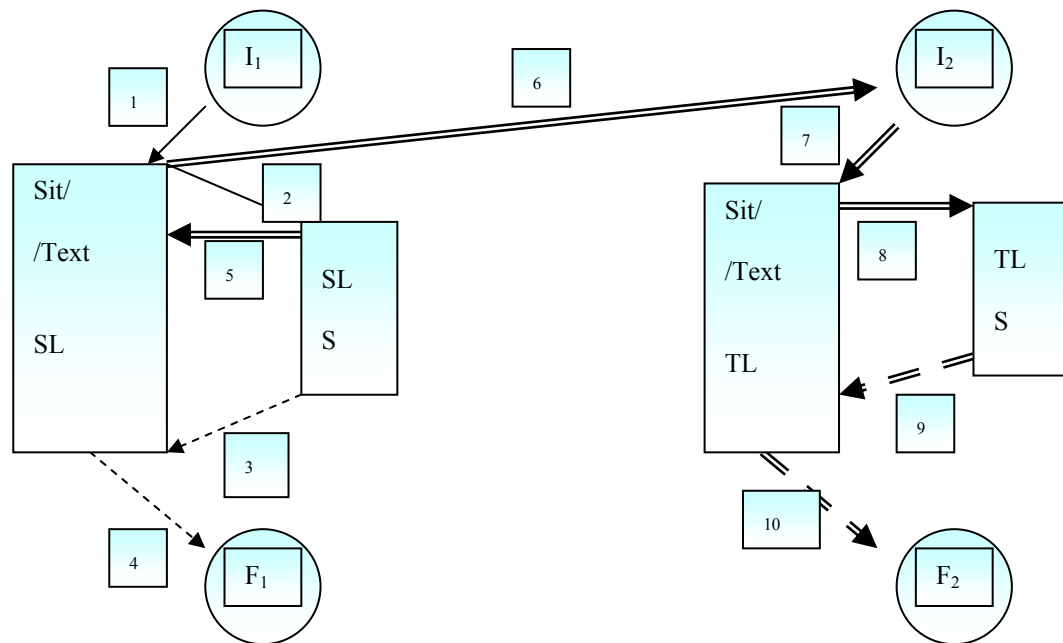 I₁
I₂
1
6
7
2
Sit/
/Text
SL
5
SL
S
3
4
F₁
Sit/
/Text
TL
8
TL
S
9
10
F₂